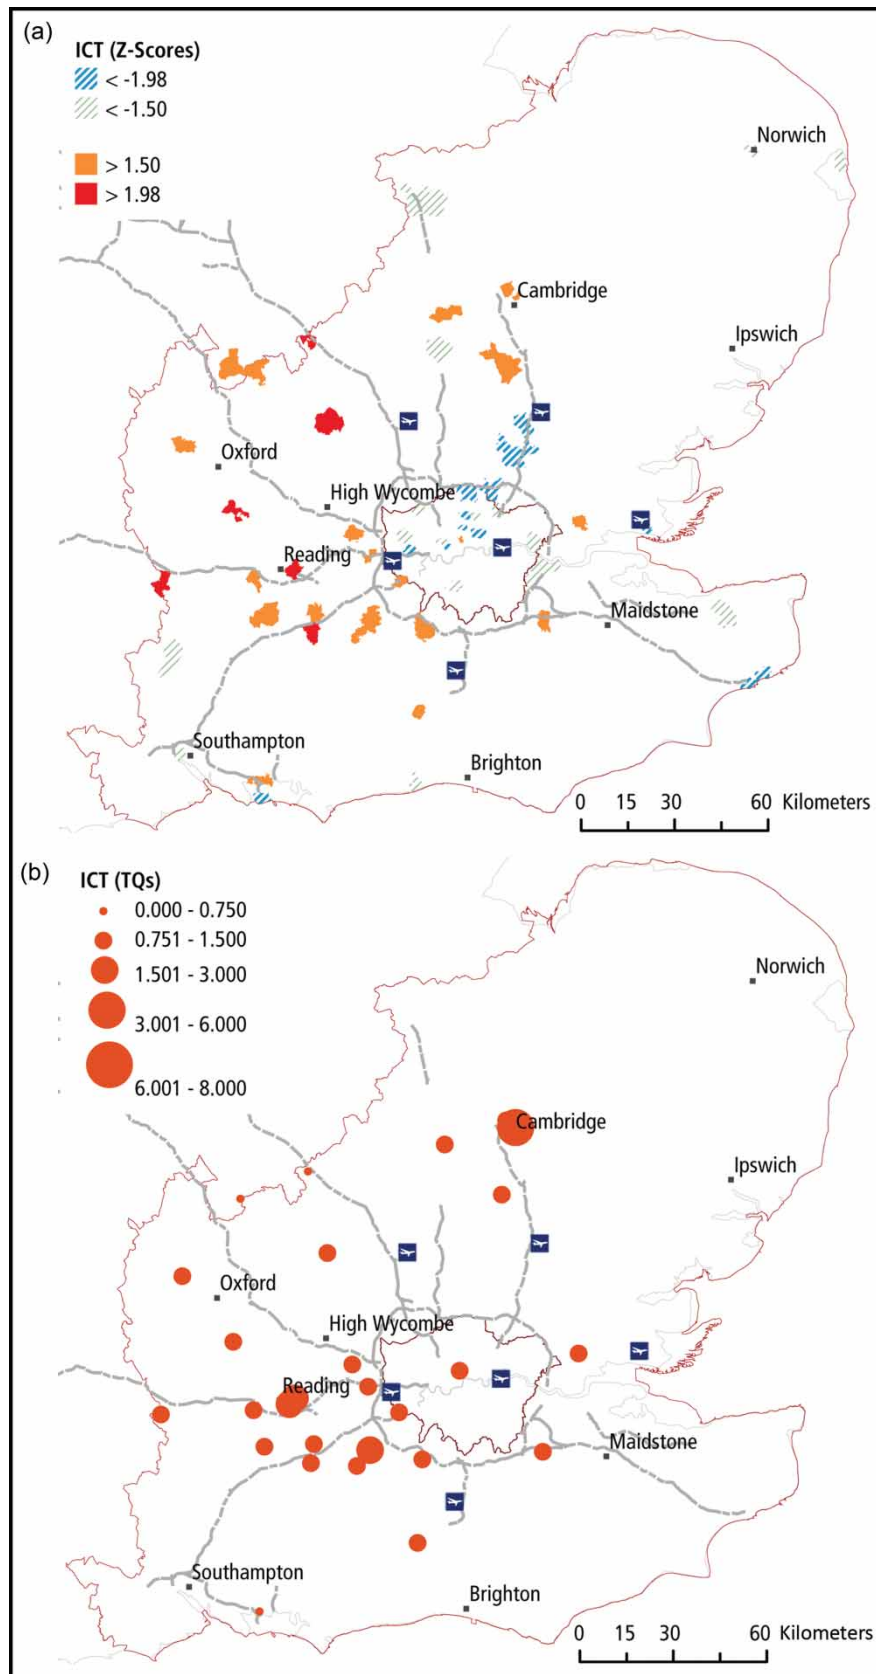 (a)
ICT (Z-Scores)
< -1.98
< -1.50
> 1.50
> 1.98
Norwich
Cambridge
Ipswich
Oxford
High Wycombe
Reading
Maidstone
Southampton
Brighton
0 15 30 60 Kilometers
(b)
ICT (TQs)
0.000 - 0.750
0.751 - 1.500
1.501 - 3.000
3.001 - 6.000
6.001 - 8.000
Norwich
Cambridge
Ipswich
Oxford
High Wycombe
Reading
Maidstone
Southampton
Brighton
0 15 30 60 Kilometers